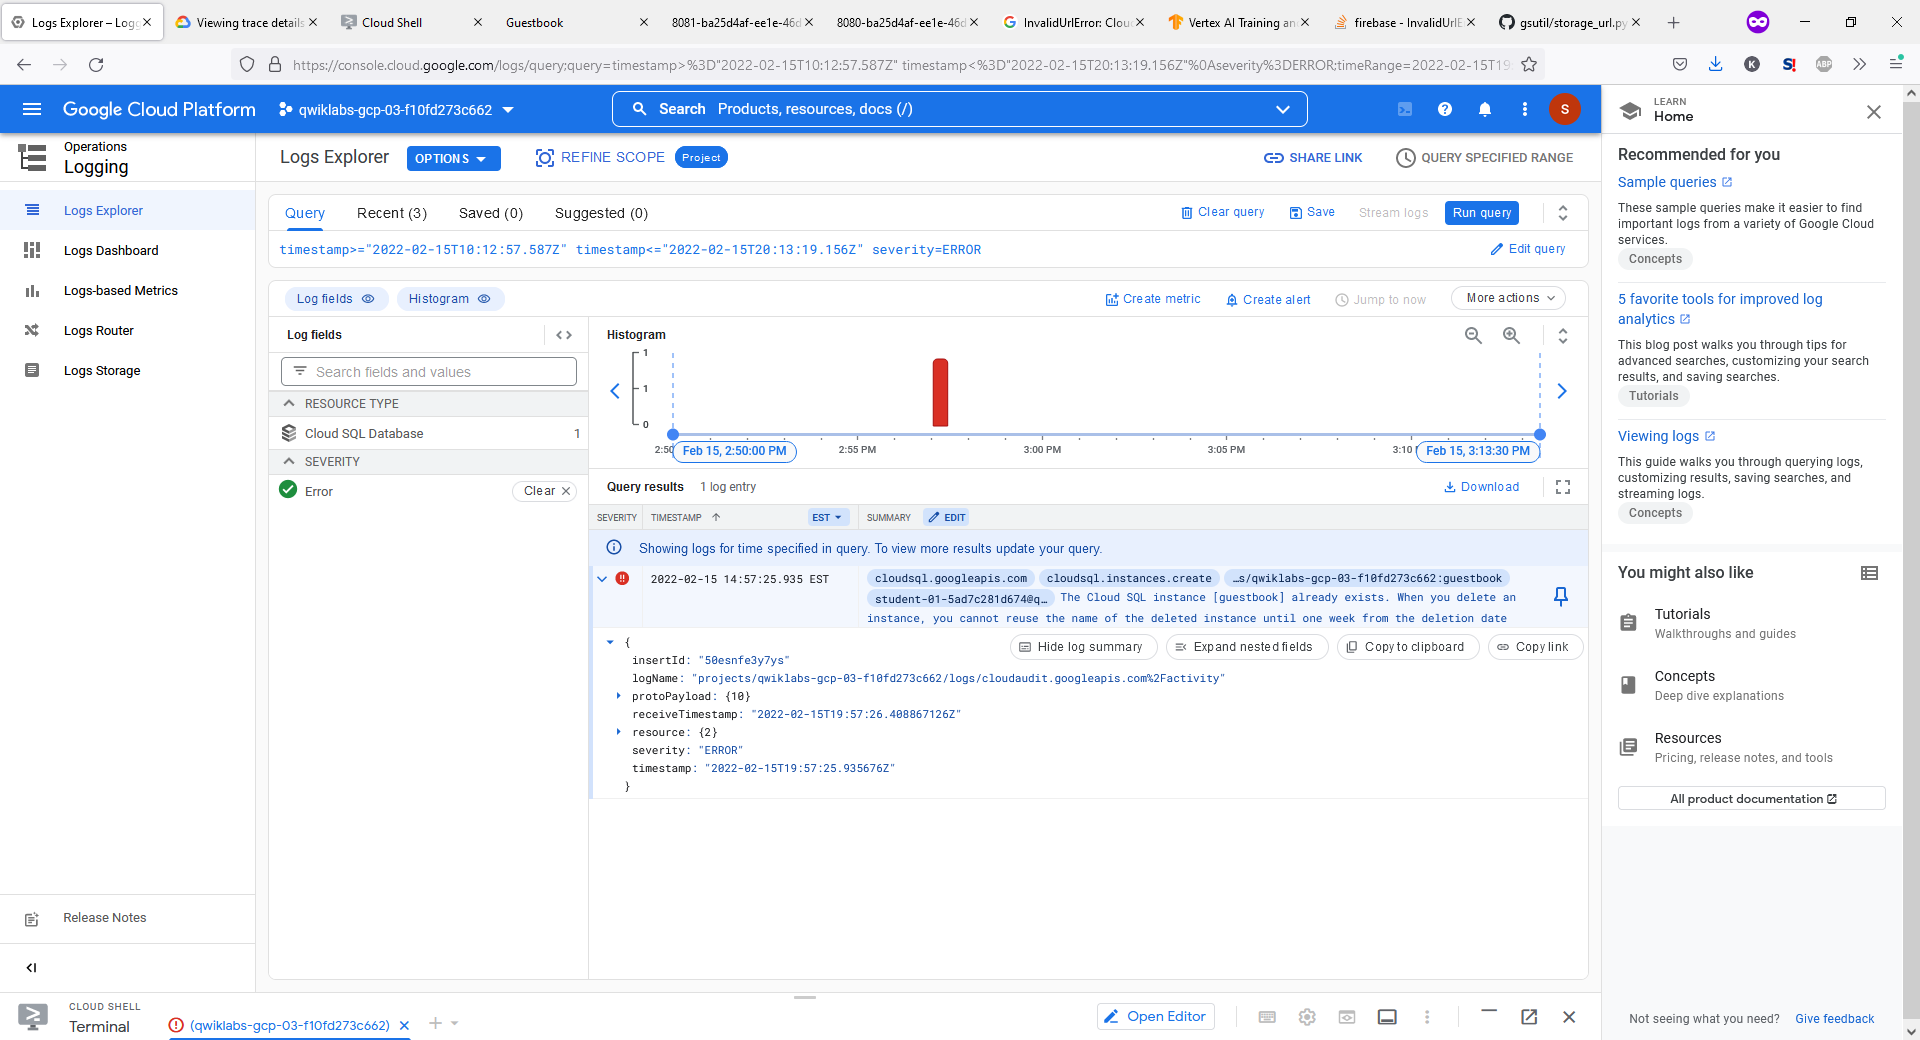 Logs Explorer – Logg
Viewing trace details
Cloud Shell
Guestbook
8081-ba25d4af-ee1e-46d
8080-ba25d4af-ee1e-46d
InvalidUrlError: Clou
Vertex AI Training an
firebase - InvalidUrlE
gsutil/storage_url.py
https://console.cloud.google.com/logs/query;query=timestamp>%3D"2022-02-15T10:12:57.587Z" timestamp<%3D"2022-02-15T20:13:19.156Z"%0Aseverity%3DERROR;timeRange=2022-02-15T19:
Google Cloud Platform
qwiklabs-gcp-03-f10fd273c662
Search Products, resources, docs (/)
S
LEARN
Home
Operations
Logging
Logs Explorer
OPTIONS
REFINE SCOPE
Project
SHARE LINK
QUERY SPECIFIED RANGE
Logs Explorer
Logs Dashboard
Logs-based Metrics
Logs Router
Logs Storage
Release Notes
Query
Recent (3)
Saved (0)
Suggested (0)
Clear query
Save
Stream logs
Run query
timestamp>="2022-02-15T10:12:57.587Z" timestamp<="2022-02-15T20:13:19.156Z" severity=ERROR
Edit query
Log fields
Histogram
Create metric
Create alert
Jump to now
More actions
Log fields
Search fields and values
RESOURCE TYPE
Cloud SQL Database 1
SEVERITY
Error
Clear
Histogram
1
1
0
2:50
Feb 15, 2:50:00 PM
2:55 PM
3:00 PM
3:05 PM
3:10
Feb 15, 3:13:30 PM
Query results
1 log entry
Download
SEVERITY
TIMESTAMP
EST
SUMMARY
EDIT
Showing logs for time specified in query. To view more results update your query.
2022-02-15 14:57:25.935 EST
cloudsql.googleapis.com cloudsql.instances.create …s/qwiklabs-gcp-03-f10fd273c662:guestbook
student-01-5ad7c281d674@q… The Cloud SQL instance [guestbook] already exists. When you delete an
instance, you cannot reuse the name of the deleted instance until one week from the deletion date
Hide log summary
Expand nested fields
Copy to clipboard
Copy link
{
insertId: "50esnfe3y7ys"
logName: "projects/qwiklabs-gcp-03-f10fd273c662/logs/cloudaudit.googleapis.com%2Factivity"
protoPayload: {10}
receiveTimestamp: "2022-02-15T19:57:26.408867126Z"
resource: {2}
severity: "ERROR"
timestamp: "2022-02-15T19:57:25.935676Z"
}
Recommended for you
Sample queries
These sample queries make it easier to find
important logs from a variety of Google Cloud
services.
Concepts
5 favorite tools for improved log
analytics
This blog post walks you through tips for
advanced searches, customizing your search
results, and saving searches.
Tutorials
Viewing logs
This guide walks you through querying logs,
customizing results, saving searches, and
streaming logs.
Concepts
You might also like
Tutorials
Walkthroughs and guides
Concepts
Deep dive explanations
Resources
Pricing, release notes, and tools
All product documentation
Not seeing what you need? Give feedback
CLOUD SHELL
Terminal
(qwiklabs-gcp-03-f10fd273c662)
Open Editor